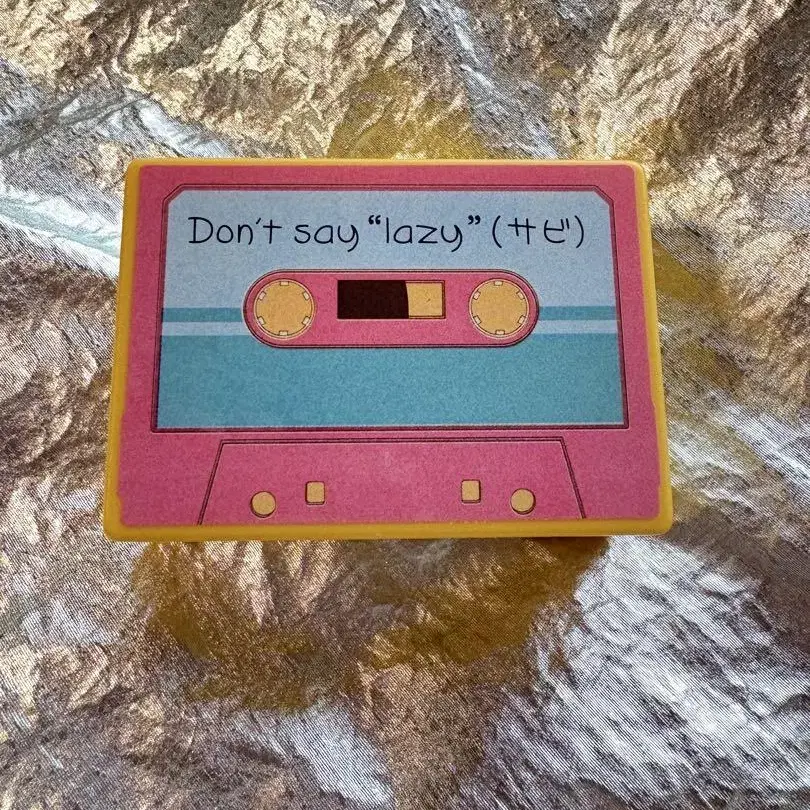 Don't say “lazy” (サビ)